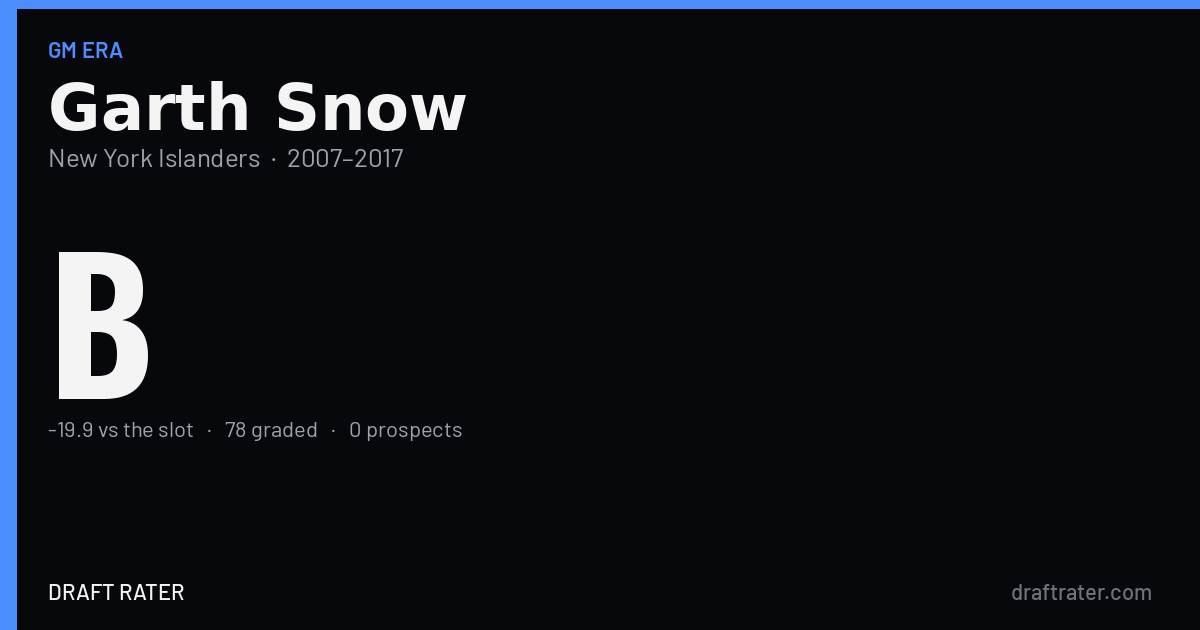 GM ERA
Garth Snow
New York Islanders · 2007–2017
B
-19.9 vs the slot · 78 graded · 0 prospects
DRAFT RATER
draftrater.com